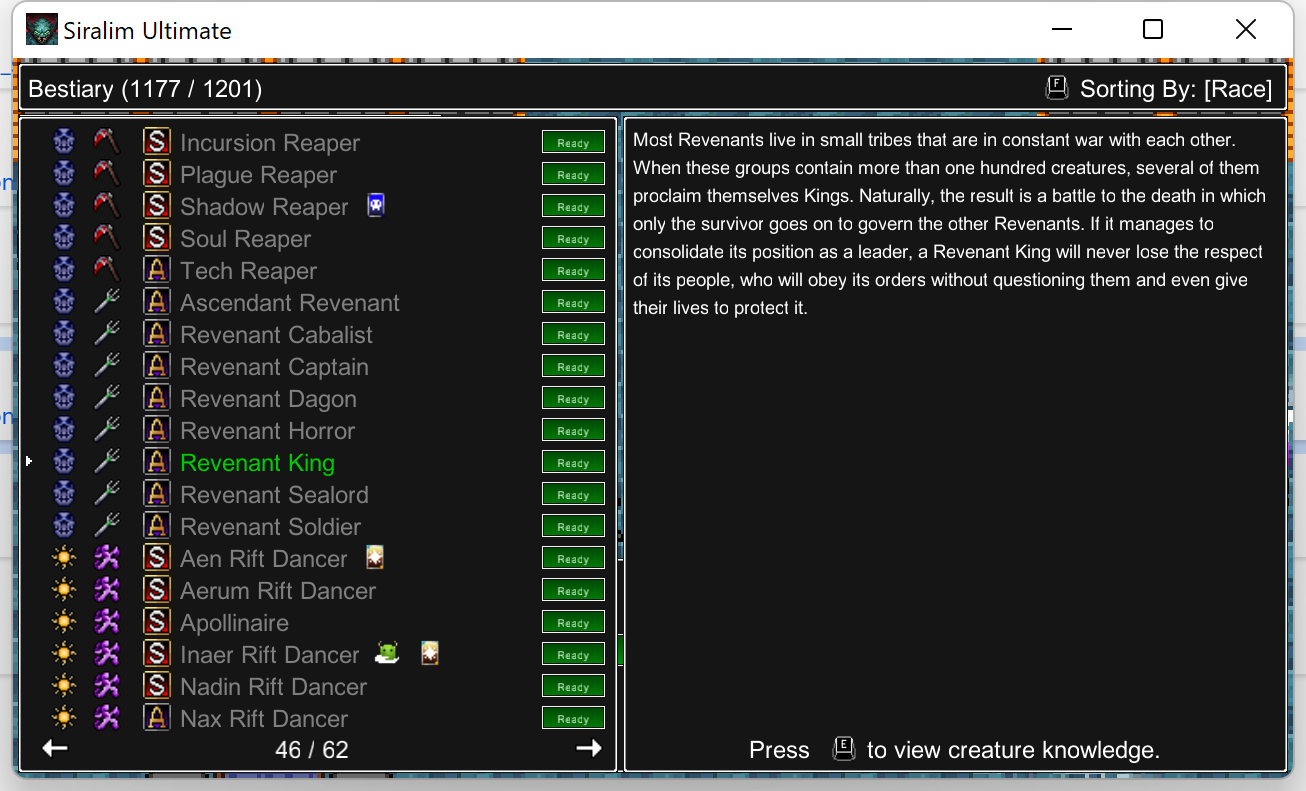 Siralim Ultimate
Bestiary (1177 / 1201)
F Sorting By: [Race]
S Incursion Reaper Ready
S Plague Reaper Ready
S Shadow Reaper Ready
S Soul Reaper Ready
A Tech Reaper Ready
A Ascendant Revenant Ready
A Revenant Cabalist Ready
A Revenant Captain Ready
A Revenant Dagon Ready
A Revenant Horror Ready
A Revenant King Ready
A Revenant Sealord Ready
A Revenant Soldier Ready
S Aen Rift Dancer Ready
S Aerum Rift Dancer Ready
S Apollinaire Ready
S Inaer Rift Dancer Ready
S Nadin Rift Dancer Ready
A Nax Rift Dancer Ready
46 / 62
Most Revenants live in small tribes that are in constant war with each other.
When these groups contain more than one hundred creatures, several of them
proclaim themselves Kings. Naturally, the result is a battle to the death in which
only the survivor goes on to govern the other Revenants. If it manages to
consolidate its position as a leader, a Revenant King will never lose the respect
of its people, who will obey its orders without questioning them and even give
their lives to protect it.
Press E to view creature knowledge.